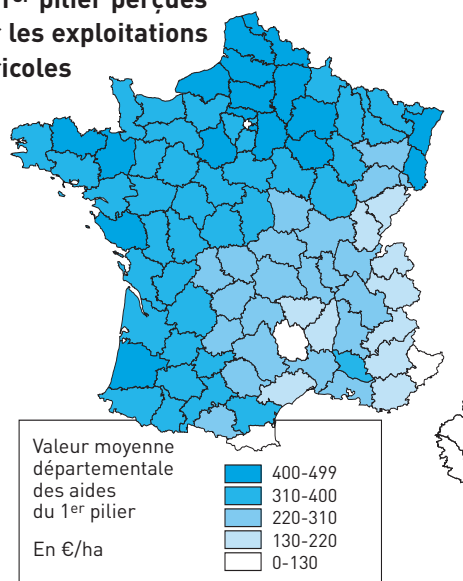 1er pilier perçues
les exploitations
Valeur moyenne
départementale
des aides
du 1er pilier
En €/ha
400-499
310-400
220-310
130-220
0-130